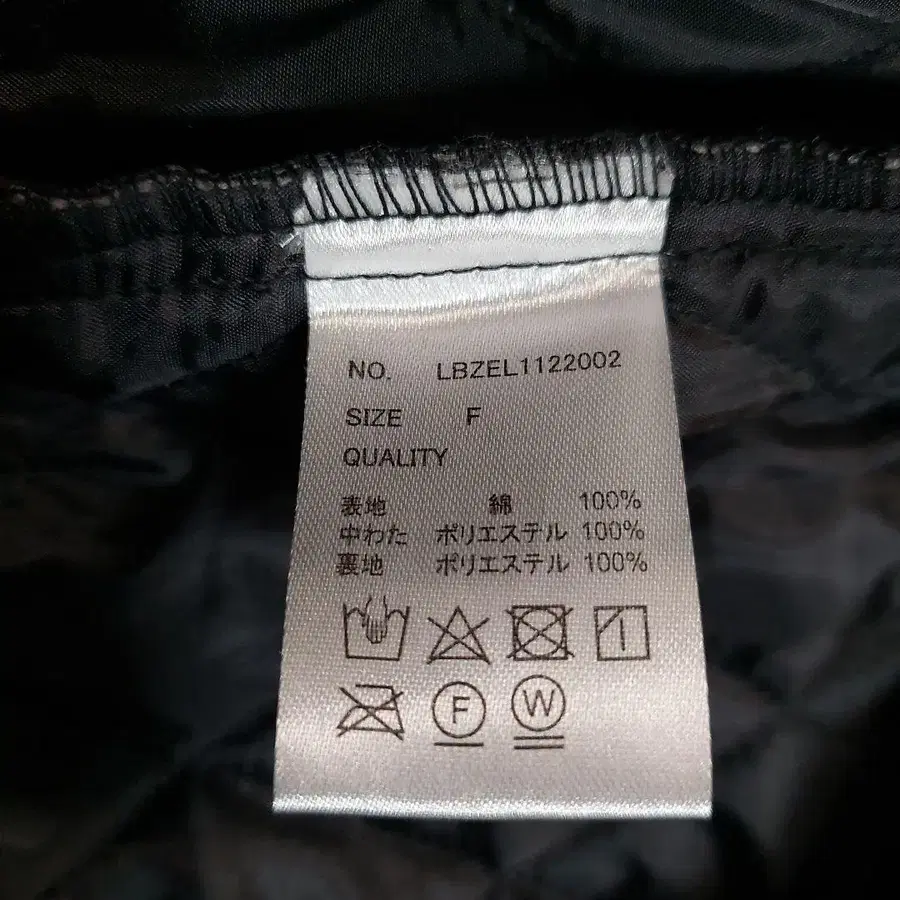 NO. LBZEL1122002
SIZE F
QUALITY
表地 綿 100%
中わた ポリエステル 100%
裏地 ポリエステル 100%
F W